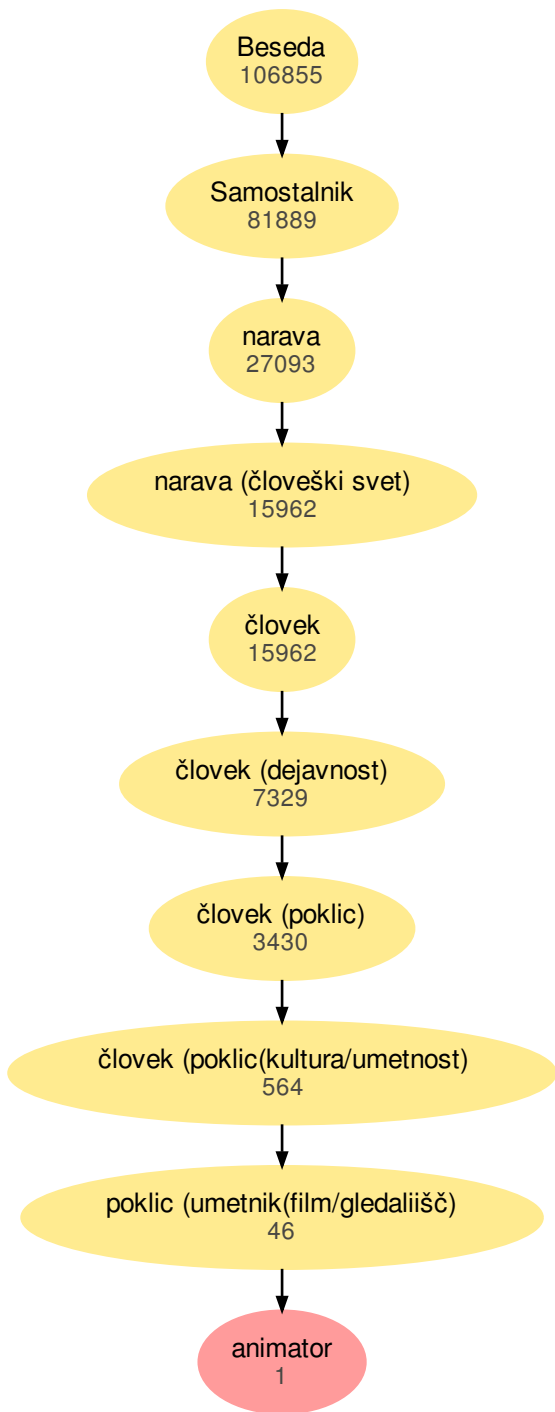 Beseda
106855
Samostalnik
81889
narava
27093
narava (človeški svet)
15962
človek
15962
človek (dejavnost)
7329
človek (poklic)
3430
človek (poklic(kultura/umetnost)
564
poklic (umetnik(film/gledaliišč)
46
animator
1